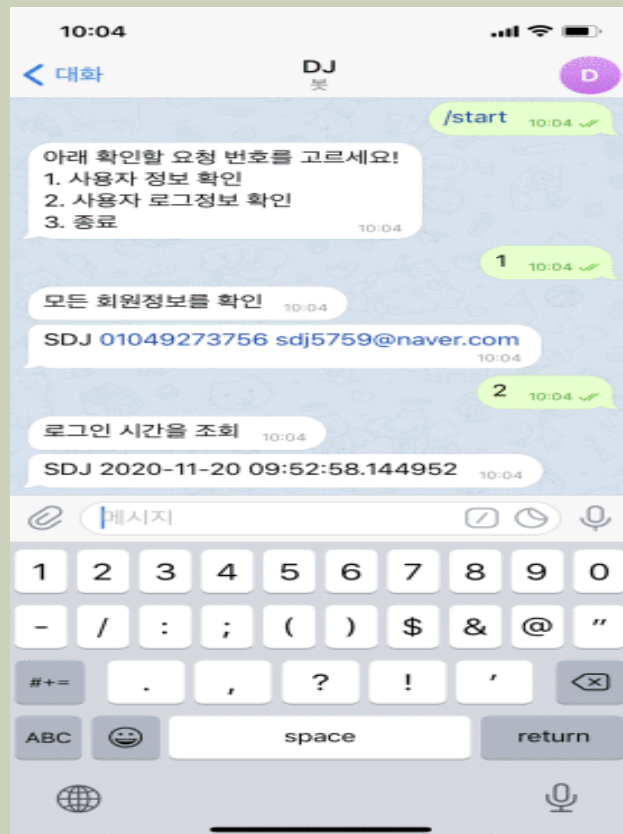 10:04
대화
DJ
봇
D
/start 10:04
아래 확인할 요청 번호를 고르세요!
1. 사용자 정보 확인
2. 사용자 로그정보 확인
3. 종료
10:04
1 10:04
모든 회원정보를 확인 10:04
SDJ 01049273756 sdj5759@naver.com
10:04
2 10:04
로그인 시간을 조회 10:04
SDJ 2020-11-20 09:52:58.144952 10:04
메시지
1 2 3 4 5 6 7 8 9 0
- / : ; ( ) $ & @ "
#+= . , ? ! '
ABC space return